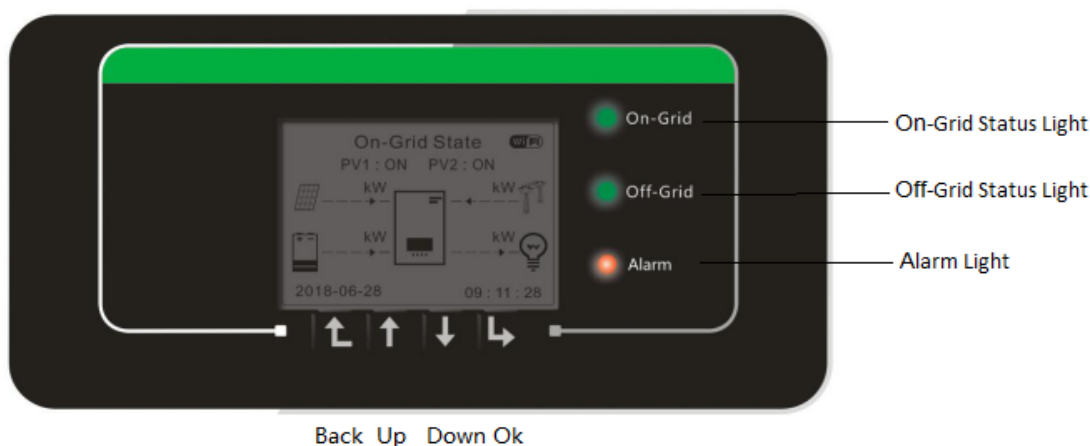 On-Grid State WiFi
PV1 : ON PV2 : ON
kW kW
kW kW
2018-06-28 09 : 11 : 28
On-Grid
Off-Grid
Alarm
On-Grid Status Light
Off-Grid Status Light
Alarm Light
Back Up Down Ok